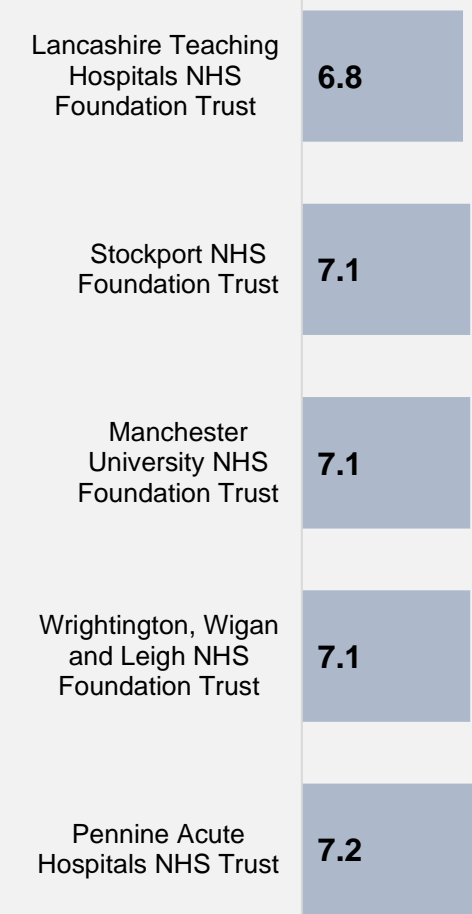 Lancashire Teaching
Hospitals NHS
Foundation Trust
6.8
Stockport NHS
Foundation Trust
7.1
Manchester
University NHS
Foundation Trust
7.1
Wrightington, Wigan
and Leigh NHS
Foundation Trust
7.1
Pennine Acute
Hospitals NHS Trust
7.2